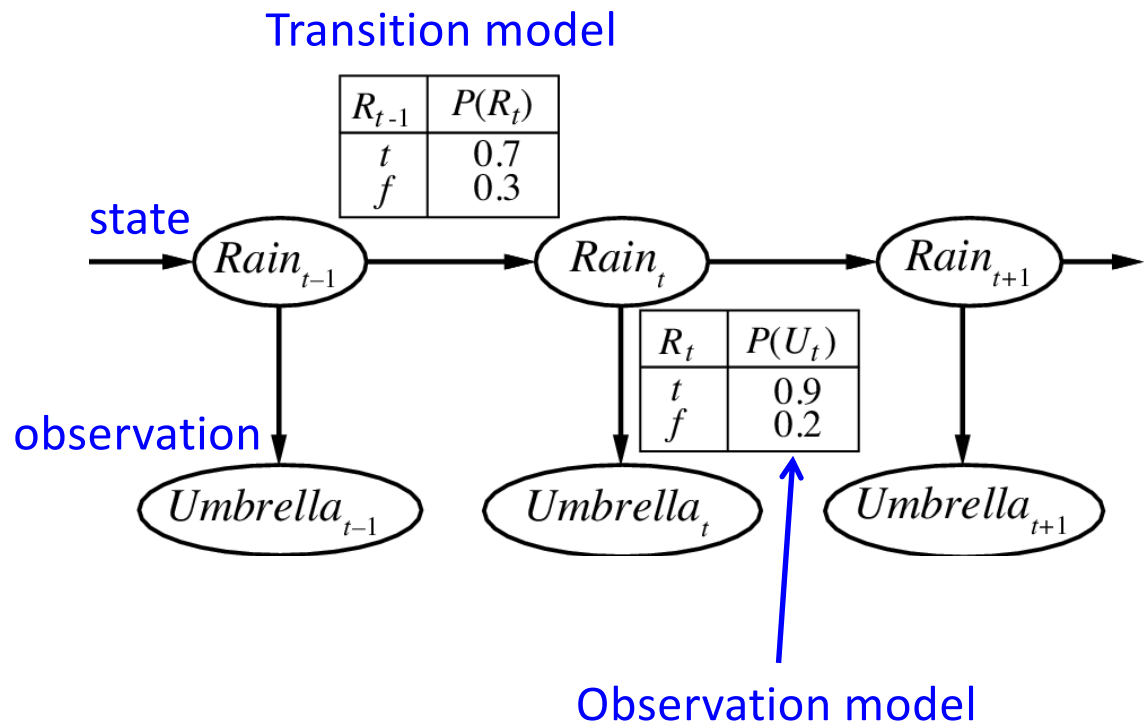 Transition model
R_{t-1} P(R_t)
t 0.7
f 0.3
state
Rain_{t–1} Rain_t Rain_{t+1}
R_t P(U_t)
t 0.9
f 0.2
observation
Umbrella_{t–1} Umbrella_t Umbrella_{t+1}
Observation model